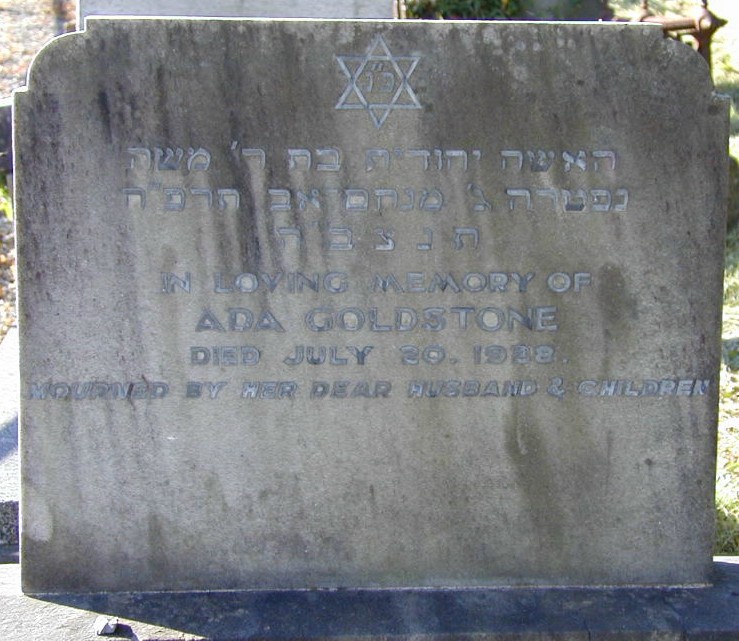 פ״נ
האשה יהודית בת ר׳ משה
נפטרה ג׳ מנחם אב תרפ״ח
ת נ צ ב״ה
IN LOVING MEMORY OF
ADA GOLDSTONE
DIED JULY 20. 1928.
MOURNED BY HER DEAR HUSBAND & CHILDREN